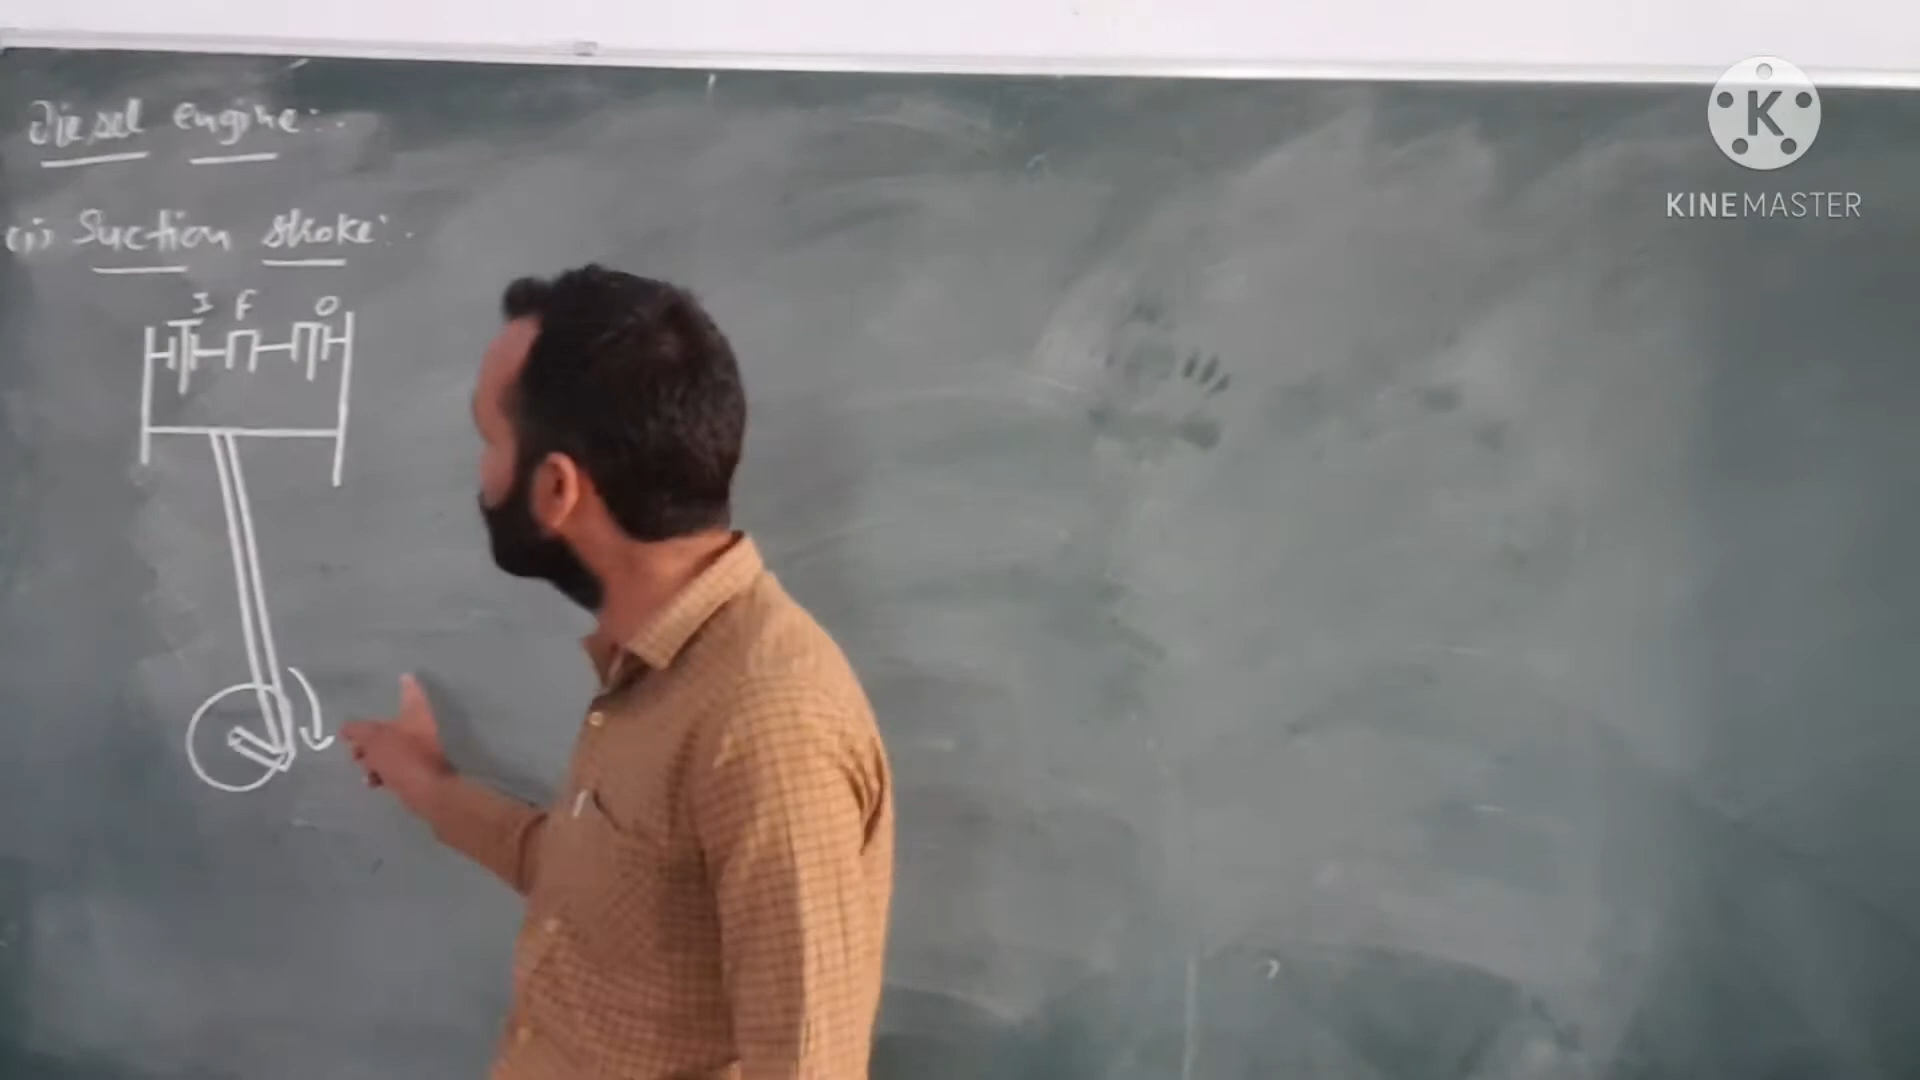 Diesel engine:-
(i) Suction stroke:-
I F O
K
KINEMASTER